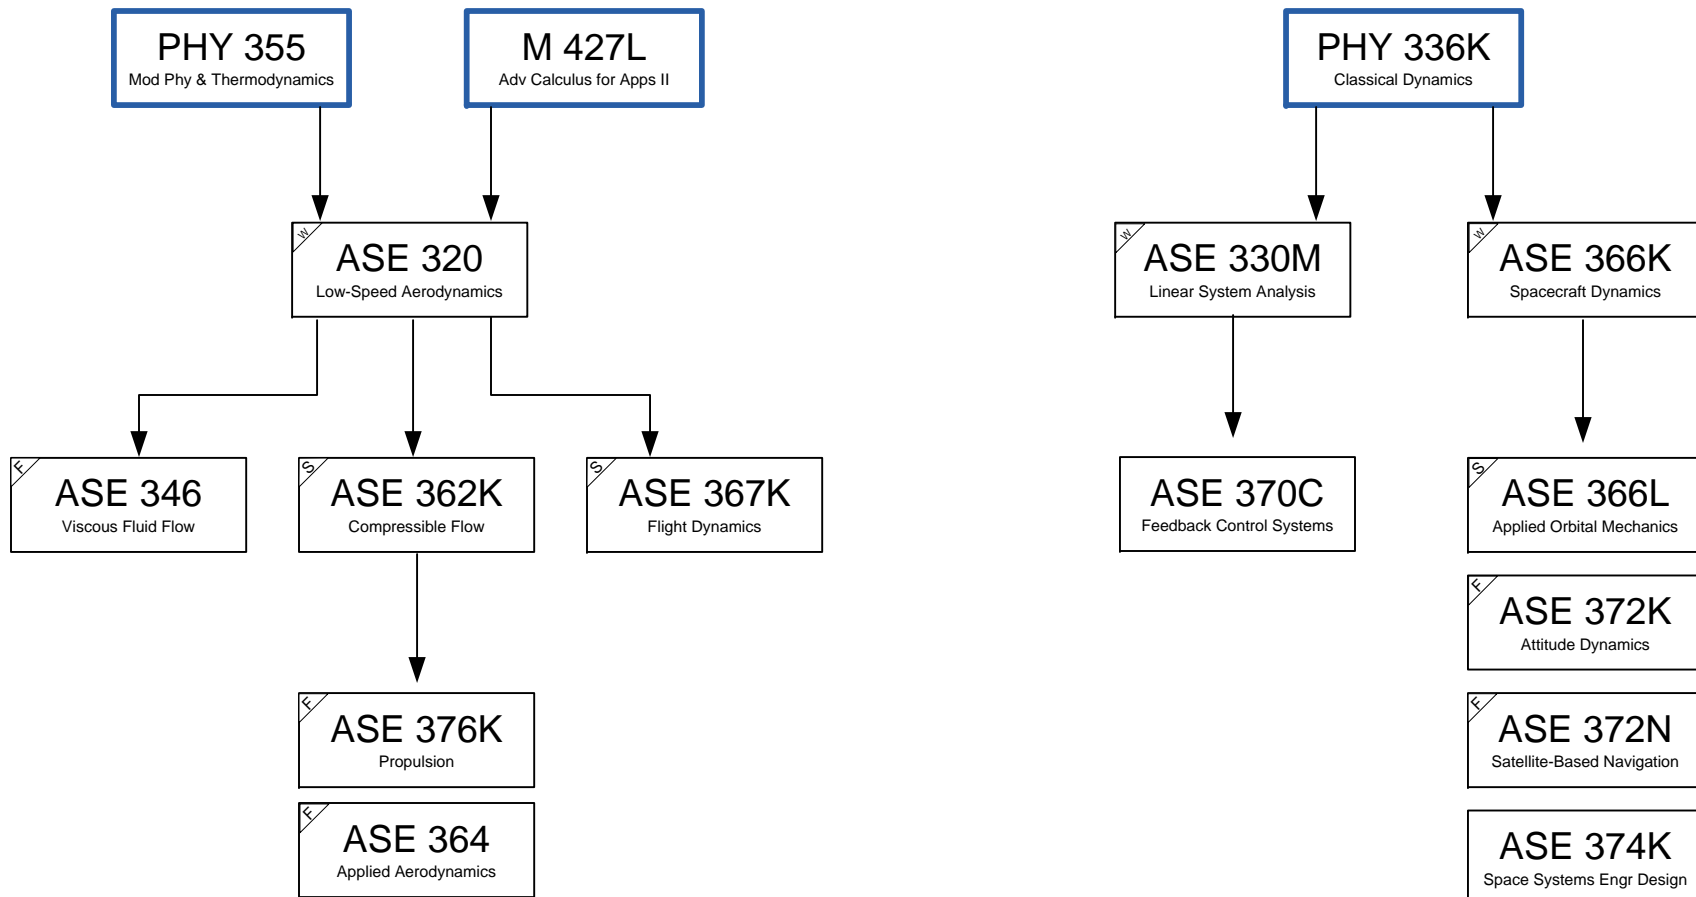 PHY 355
Mod Phy & Thermodynamics
M 427L
Adv Calculus for Apps II
PHY 336K
Classical Dynamics
W
ASE 320
Low-Speed Aerodynamics
W
ASE 330M
Linear System Analysis
W
ASE 366K
Spacecraft Dynamics
F
ASE 346
Viscous Fluid Flow
S
ASE 362K
Compressible Flow
S
ASE 367K
Flight Dynamics
ASE 370C
Feedback Control Systems
S
ASE 366L
Applied Orbital Mechanics
F
ASE 372K
Attitude Dynamics
F
ASE 376K
Propulsion
F
ASE 372N
Satellite-Based Navigation
F
ASE 364
Applied Aerodynamics
ASE 374K
Space Systems Engr Design